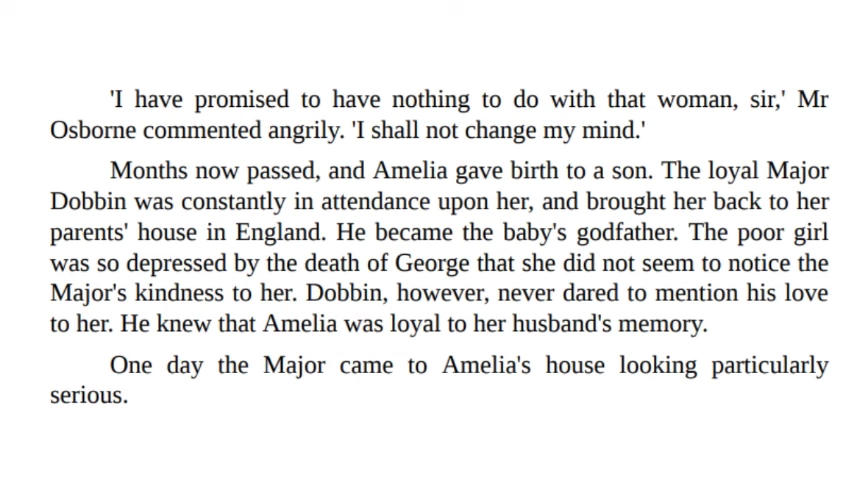 'I have promised to have nothing to do with that woman, sir,' Mr
Osborne commented angrily. 'I shall not change my mind.'
Months now passed, and Amelia gave birth to a son. The loyal Major
Dobbin was constantly in attendance upon her, and brought her back to her
parents' house in England. He became the baby's godfather. The poor girl
was so depressed by the death of George that she did not seem to notice the
Major's kindness to her. Dobbin, however, never dared to mention his love
to her. He knew that Amelia was loyal to her husband's memory.
One day the Major came to Amelia's house looking particularly
serious.